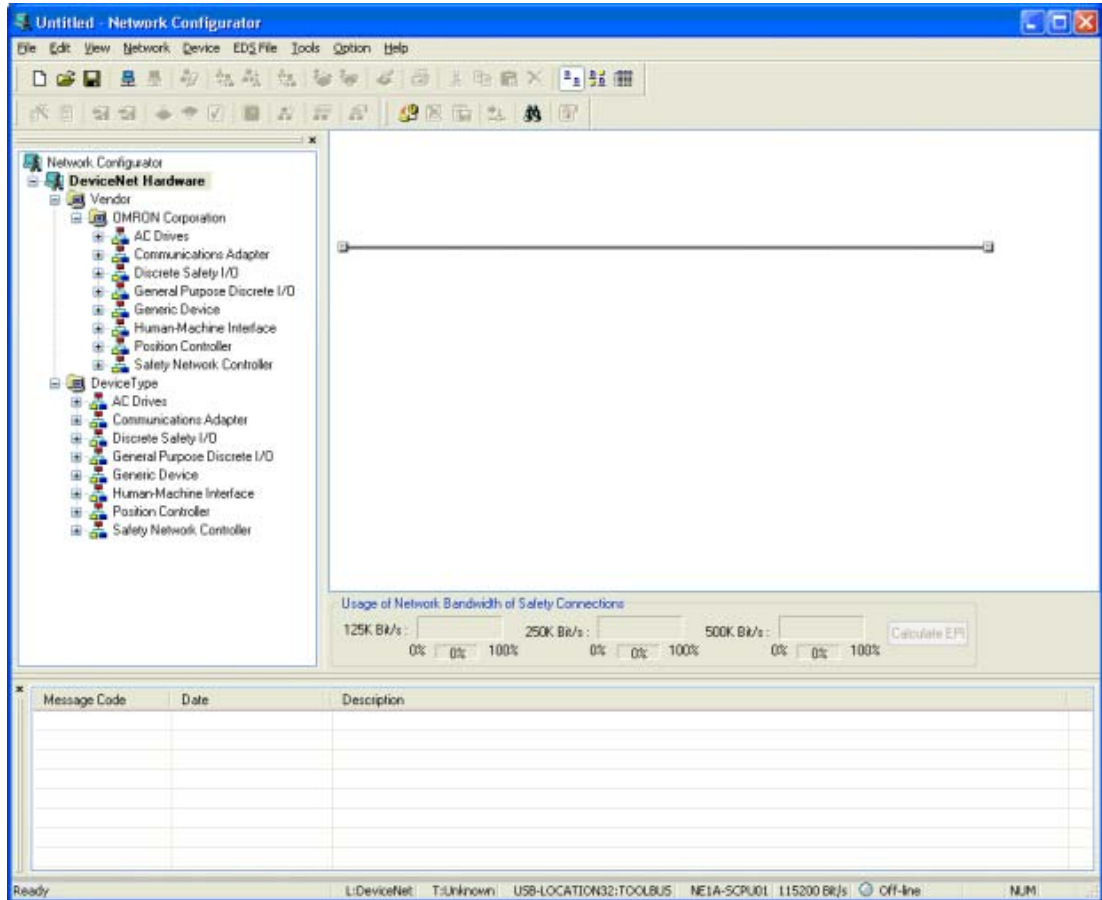 Untitled - Network Configurator
File Edit View Network Device EDS File Tools Option Help
Network Configurator
DeviceNet Hardware
Vendor
OMRON Corporation
AC Drives
Communications Adapter
Discrete Safety I/O
General Purpose Discrete I/O
Generic Device
Human-Machine Interface
Position Controller
Safety Network Controller
DeviceType
AC Drives
Communications Adapter
Discrete Safety I/O
General Purpose Discrete I/O
Generic Device
Human-Machine Interface
Position Controller
Safety Network Controller
Usage of Network Bandwidth of Safety Connections
125K Bit/s : 250K Bit/s : 500K Bit/s : Calculate EPI
0% 0% 100% 0% 0% 100% 0% 0% 100%
Message Code Date Description
Ready L:DeviceNet T:Unknown USB-LOCATION32:TOOLBUS NE1A-SCPU01 115200 Bit/s Off-line NUM